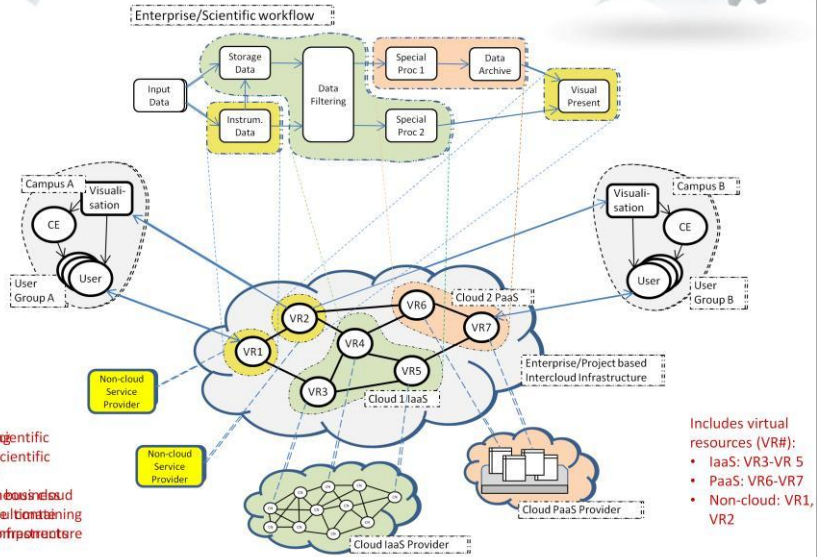 Enterprise/Scientific workflow
Storage
Data
Special
Proc 1
Data
Archive
Input
Data
Data
Filtering
Visual
Present
Instrum.
Data
Special
Proc 2
Campus A
Visuali-
sation
CE
User
User
Group A
Visuali-
sation
Campus B
CE
User
User
Group B
VR6
Cloud 2 PaaS
VR2
VR7
VR4
VR1
VR5
VR3
Cloud 1 IaaS
Enterprise/Project based
Intercloud Infrastructure
Non-cloud
Service
Provider
Non-cloud
Service
Provider
Cloud IaaS Provider
Cloud PaaS Provider
Includes virtual
resources (VR#):
• IaaS: VR3-VR 5
• PaaS: VR6-VR7
• Non-cloud: VR1,
VR2